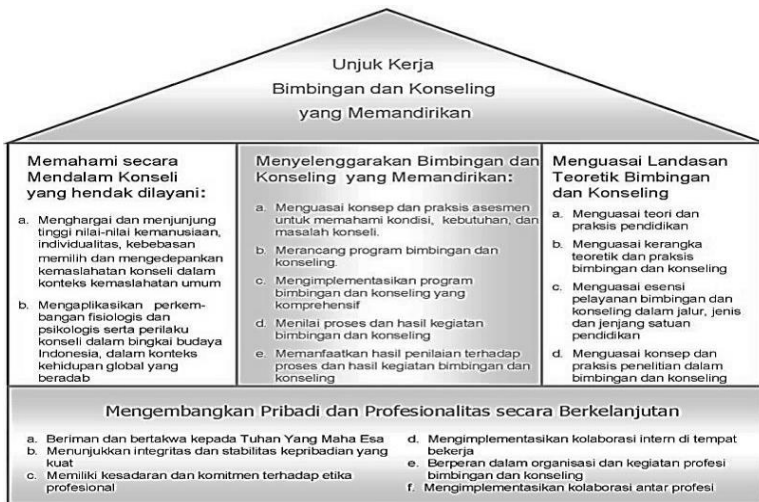 Unjuk Kerja
Bimbingan dan Konseling
yang Memandirikan
Memahami secara
Mendalam Konseli
yang hendak dilayani:
a. Menghargai dan menjunjung
tinggi nilai-nilai kemanusiaan,
individualitas, kebebasan
memilih dan mengedepankan
kemaslahatan konseli dalam
konteks kemaslahatan umum
b. Mengaplikasikan perkem-
bangan fisiologis dan
psikologis serta perilaku
konseli dalam bingkai budaya
Indonesia, dalam konteks
kehidupan global yang
beradab
Menyelenggarakan Bimbingan dan
Konseling yang Memandirikan:
a. Menguasai konsep dan praksis asesmen
untuk memahami kondisi, kebutuhan, dan
masalah konseli.
b. Merancang program bimbingan dan
konseling.
c. Mengimplementasikan program
bimbingan dan konseling yang
komprehensif
d. Menilai proses dan hasil kegiatan
bimbingan dan konseling
e. Memanfaatkan hasil penilaian terhadap
proses dan hasil kegiatan bimbingan dan
konseling
Menguasai Landasan
Teoretik Bimbingan
dan Konseling
a. Menguasai teori dan
praksis pendidikan
b. Menguasai kerangka
teoretik dan praksis
bimbingan dan konseling
c. Menguasai esensi
pelayanan bimbingan dan
konseling dalam jalur, jenis
dan jenjang satuan
pendidikan
d. Menguasai konsep dan
praksis penelitian dalam
bimbingan dan konseling
Mengembangkan Pribadi dan Profesionalitas secara Berkelanjutan
a. Beriman dan bertakwa kepada Tuhan Yang Maha Esa
b. Menunjukkan integritas dan stabilitas kepribadian yang
kuat
c. Memiliki kesadaran dan komitmen terhadap etika
profesional
d. Mengimplementasikan kolaborasi intern di tempat
bekerja
e. Berperan dalam organisasi dan kegiatan profesi
bimbingan dan konseling
f. Mengimplementasikan kolaborasi antar profesi